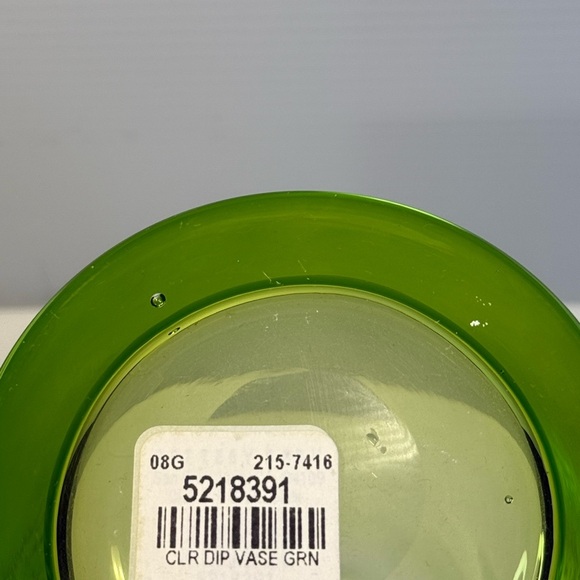 08G 215-7416
5218391
CLR DIP VASE GRN